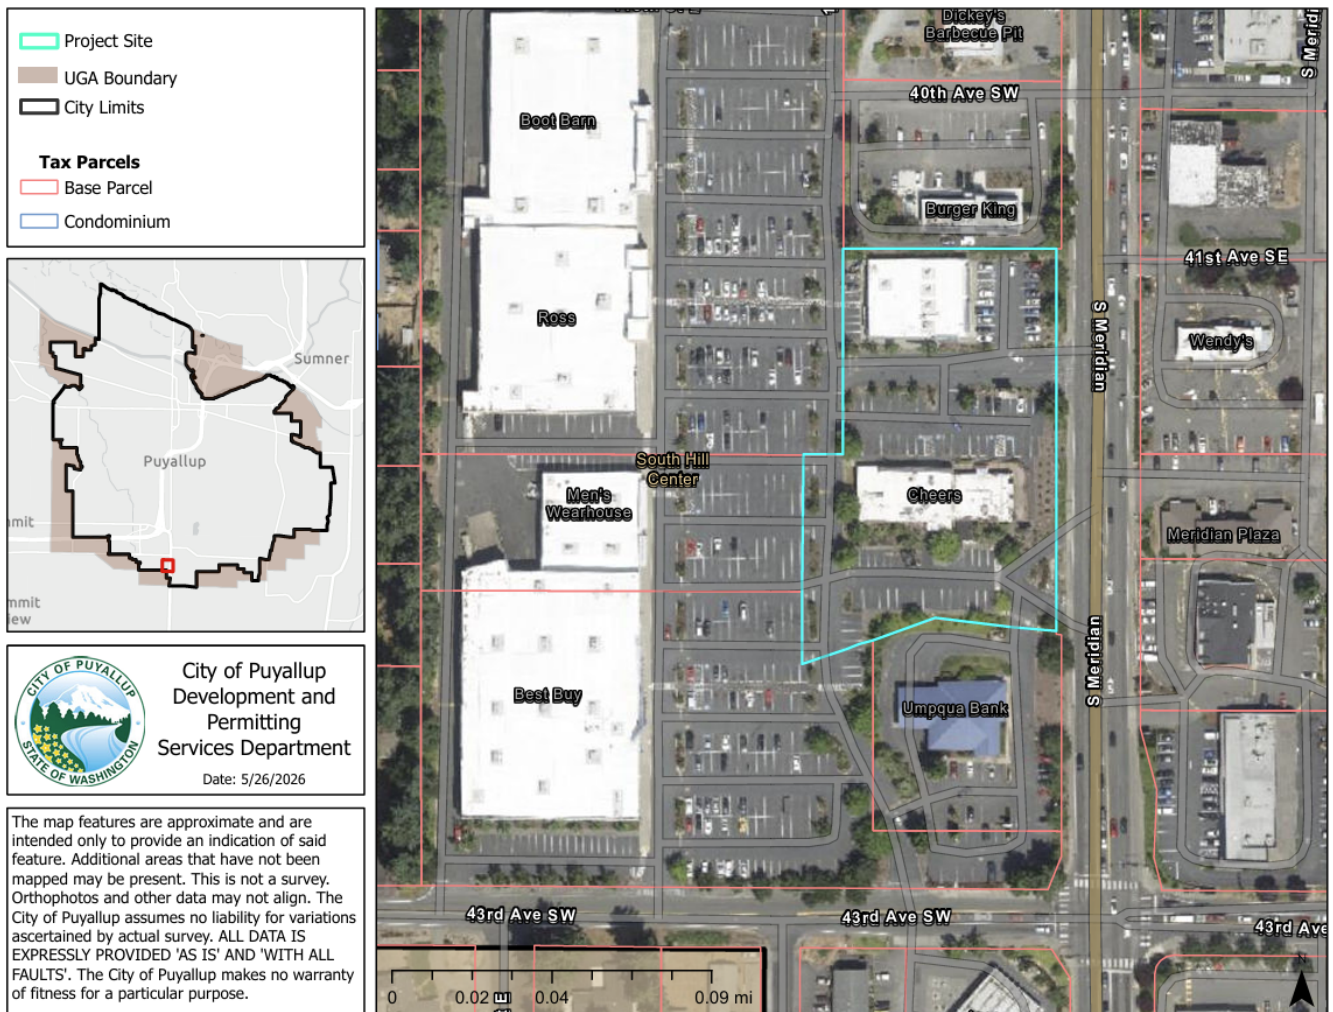 Project Site
UGA Boundary
City Limits
Tax Parcels
Base Parcel
Condominium
Sumner
Puyallup
mit
mmit
iew
CITY OF PUYALLUP
STATE OF WASHINGTON
City of Puyallup
Development and
Permitting
Services Department
Date: 5/26/2026
The map features are approximate and are
intended only to provide an indication of said
feature. Additional areas that have not been
mapped may be present. This is not a survey.
Orthophotos and other data may not align. The
City of Puyallup assumes no liability for variations
ascertained by actual survey. ALL DATA IS
EXPRESSLY PROVIDED 'AS IS' AND 'WITH ALL
FAULTS'. The City of Puyallup makes no warranty
of fitness for a particular purpose.
Dickey's
Barbecue Pit
S Meridi
40th Ave SW
Boot Barn
Burger King
41st Ave SE
Ross
S Meridian
Wendy's
South Hill
Center
Men's
Wearhouse
Cheers
Meridian Plaza
S Meridian
Best Buy
Umpqua Bank
43rd Ave SW
43rd Ave SW
43rd Ave
0
0.02
0.04
0.09 mi